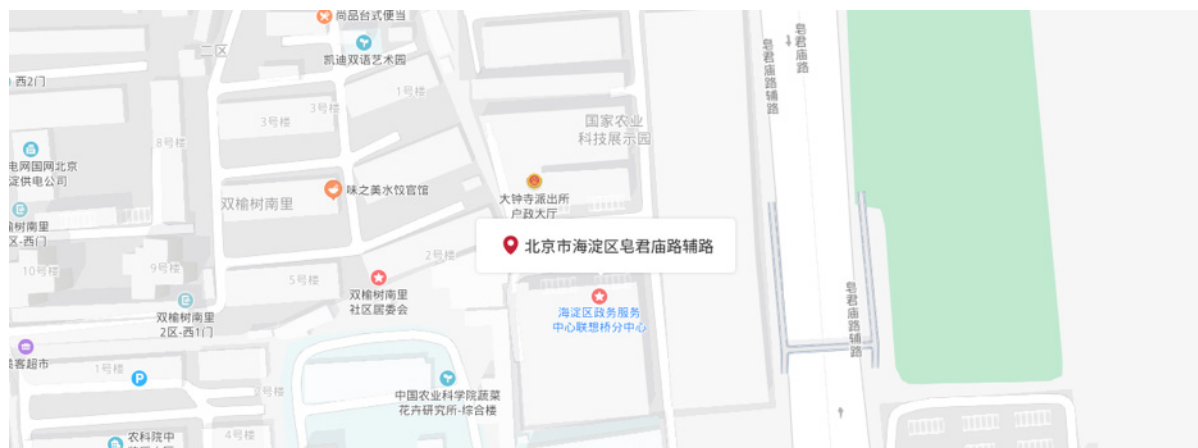 尚品台式便当
二区
凯迪双语艺术园
皂君庙路
皂君庙路辅路
西2门
1号楼
3号楼
3号楼
国家农业
科技展示园
8号楼
电网国网北京
淀供电公司
味之美水饺官馆
大钟寺派出所
户政大厅
双榆树南里
榆树南里
区-西门
北京市海淀区皂君庙路辅路
2号楼
10号楼
9号楼
5号楼
双榆树南里
社区居委会
双榆树南里
2区-西1门
海淀区政务服务
中心联想桥分中心
皂君庙路辅路
客超市
1号楼
P
号楼
中国农业科学院蔬菜
花卉研究所-综合楼
农科院中
4号楼